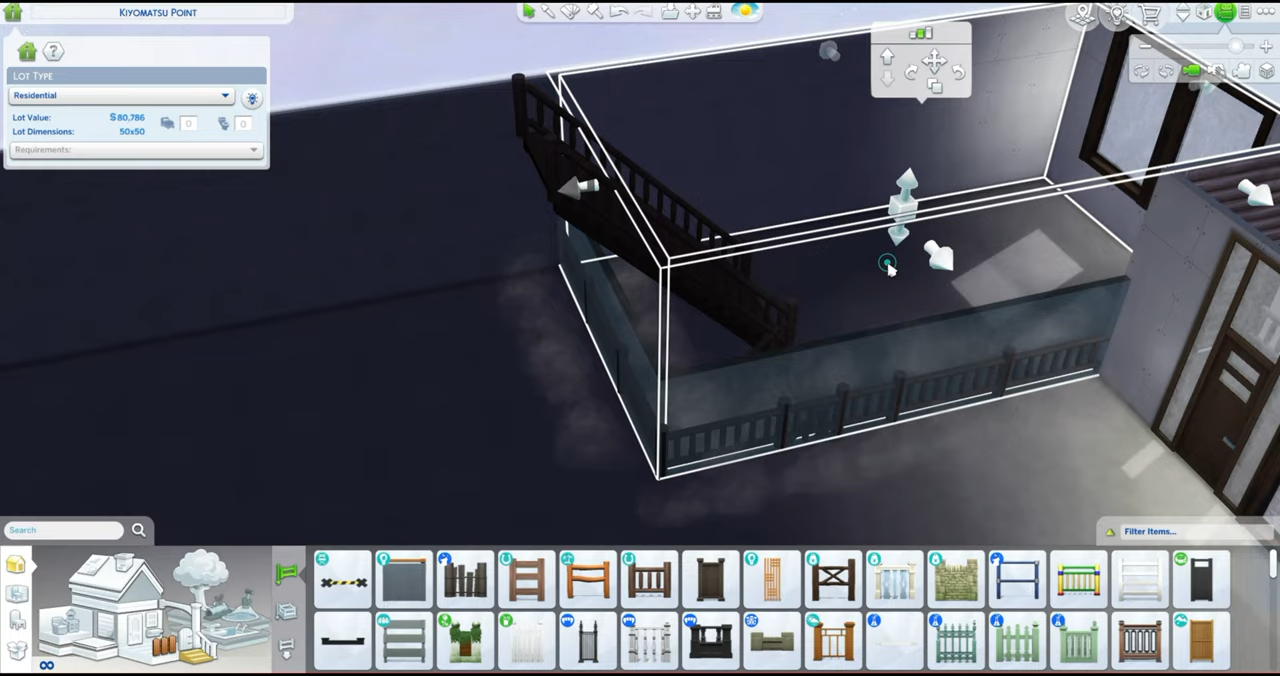 KIYOMATSU POINT
LOT TYPE
Residential
Lot Value: §80,786
0
0
Lot Dimensions: 50x50
Requirements:
Search
Filter Items...